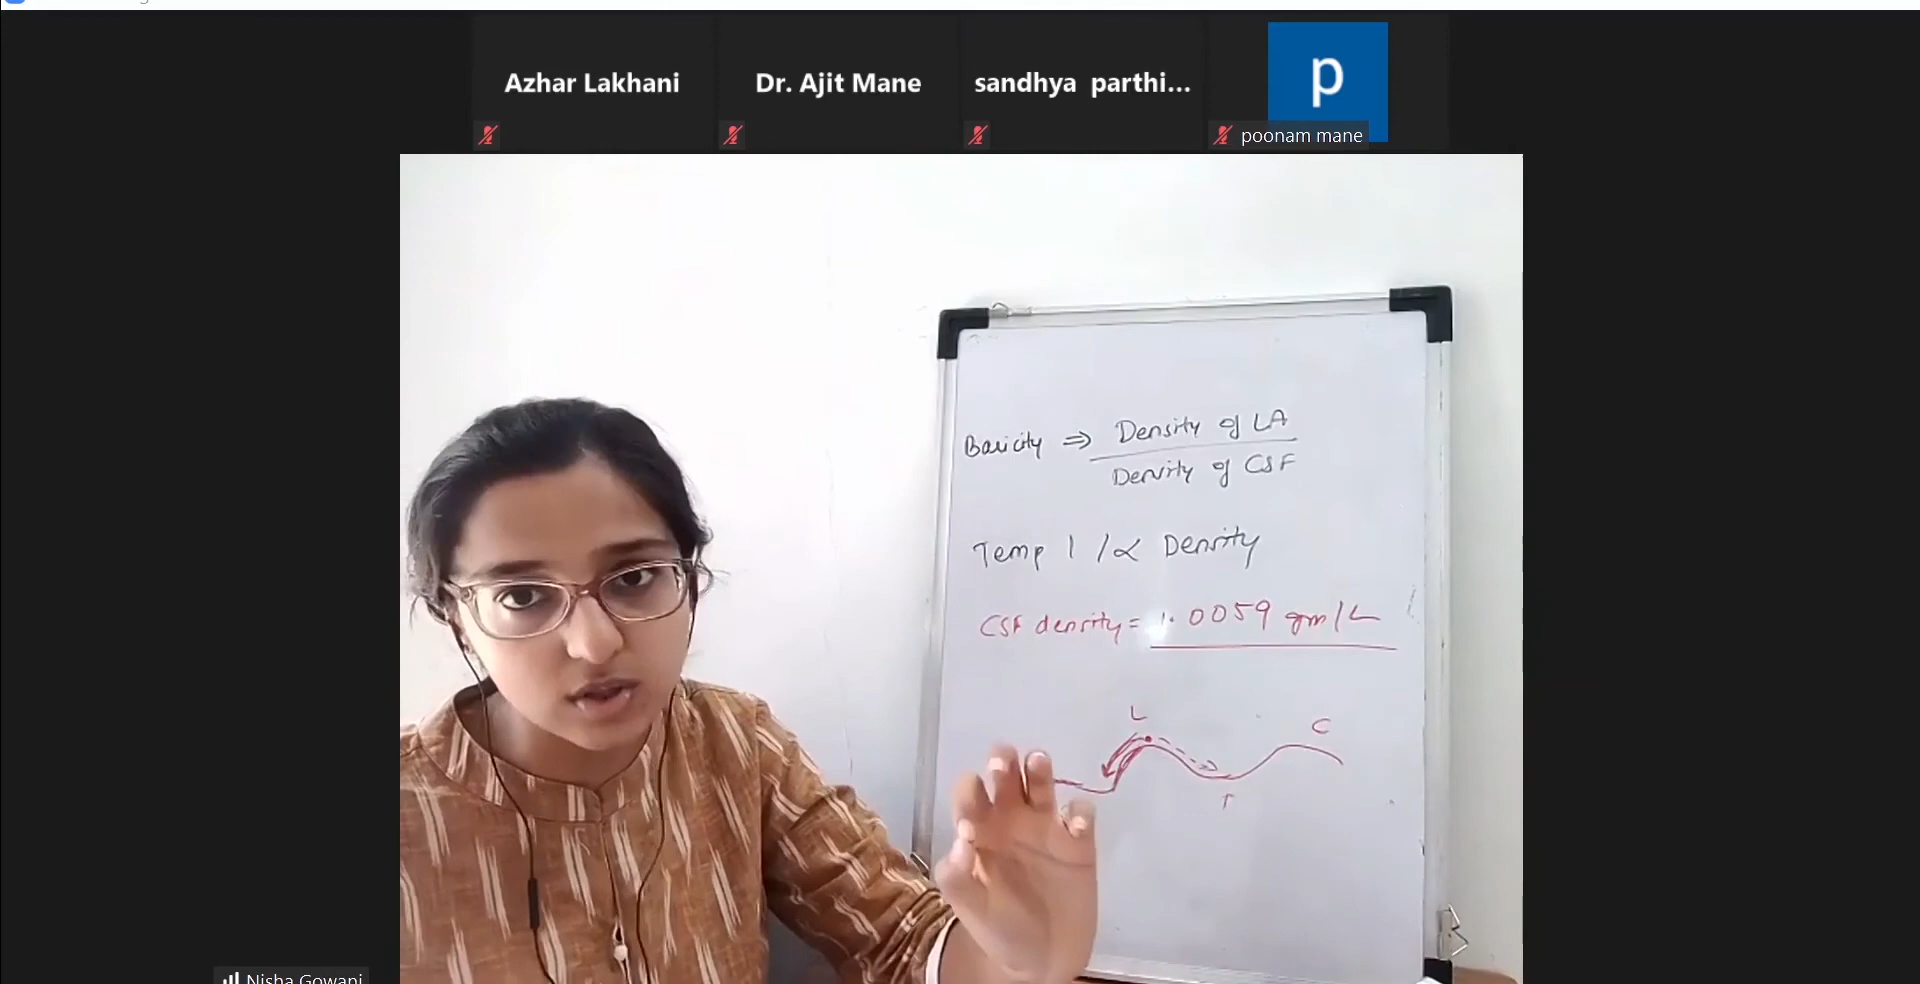 Azhar Lakhani
Dr. Ajit Mane
sandhya parthi...
p
poonam mane
Baricity ⇒ Density of LA
Density of CSF
Temp 1/∝ Density
CSF density = 1.0059 gm/L
L
C
T
Nisha Gowani